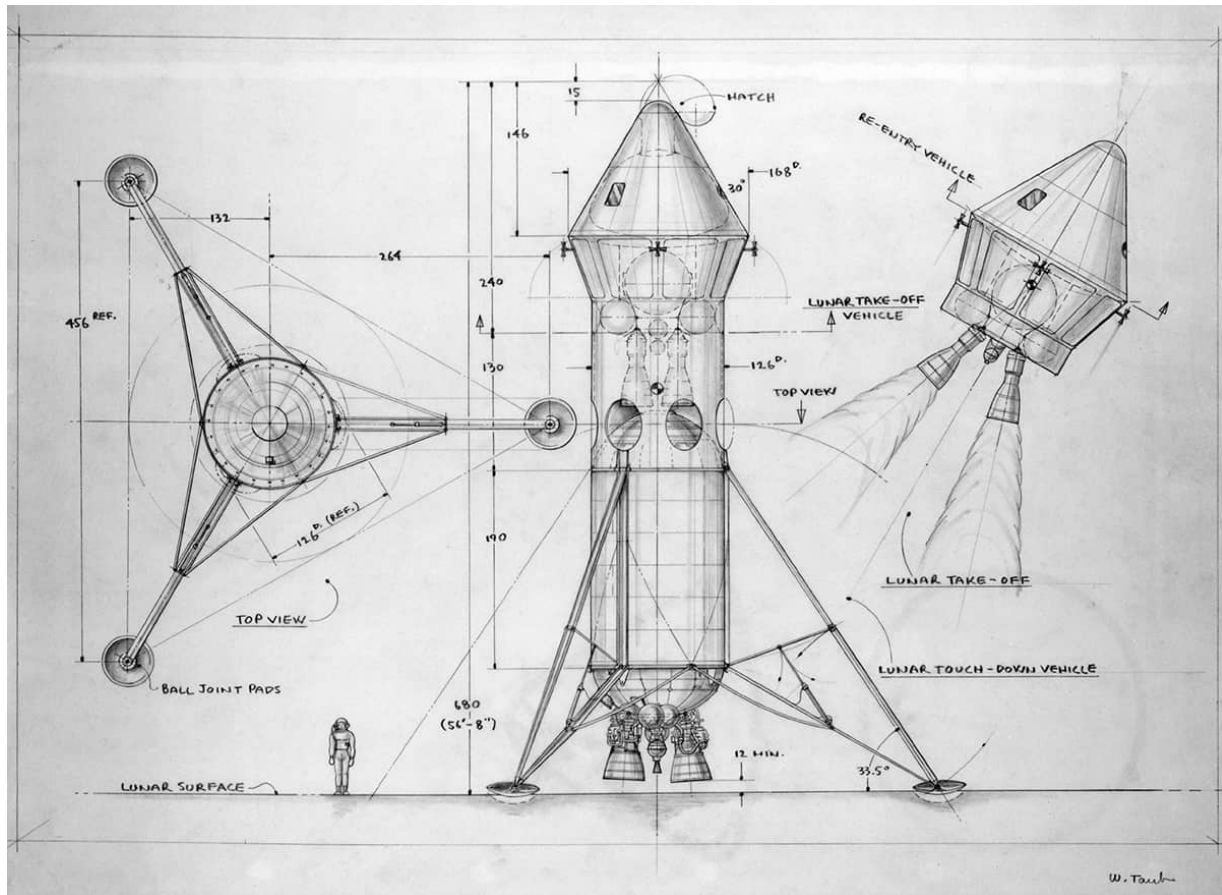 15
HATCH
146
RE-ENTRY VEHICLE
30°
168D.
132
264
240
456 REF.
LUNAR TAKE-OFF
VEHICLE
130
126D.
TOP VIEW
126D. (REF.)
190
LUNAR TAKE-OFF
TOP VIEW
LUNAR TOUCH-DOWN VEHICLE
BALL JOINT PADS
680
(56'-8")
12 MIN.
33.5°
LUNAR SURFACE
W. Taub